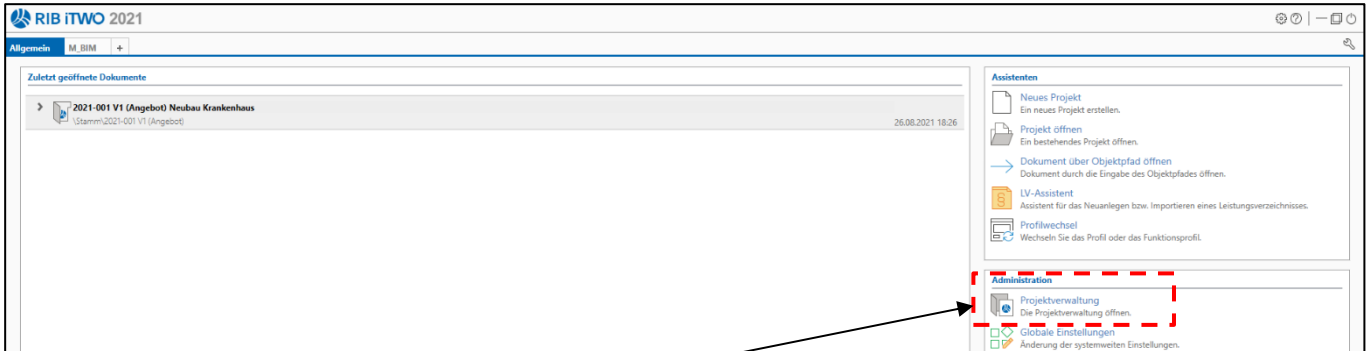 RIB iTWO 2021
Allgemein M_BIM +
Zuletzt geöffnete Dokumente
2021-001 V1 (Angebot) Neubau Krankenhaus
\Stamm\2021-001 V1 (Angebot)
26.08.2021 18:26
Assistenten
Neues Projekt
Ein neues Projekt erstellen.
Projekt öffnen
Ein bestehendes Projekt öffnen.
Dokument über Objektpfad öffnen
Dokument durch die Eingabe des Objektpfades öffnen.
LV-Assistent
Assistent für das Neuanlegen bzw. Importieren eines Leistungsverzeichnisses.
Profilwechsel
Wechseln Sie das Profil oder das Funktionsprofil.
Administration
Projektverwaltung
Die Projektverwaltung öffnen.
Globale Einstellungen
Änderung der systemweiten Einstellungen.